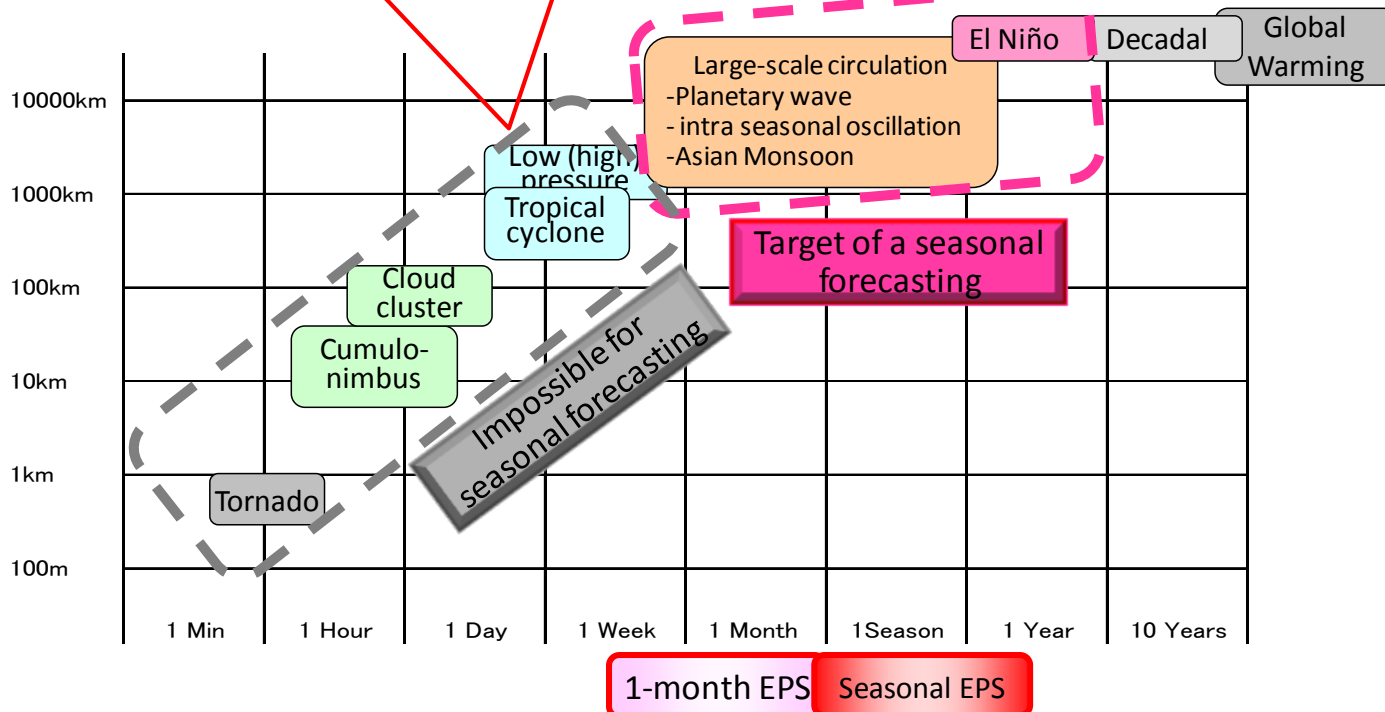 El Niño
Decadal
Global
Warming
Large-scale circulation
-Planetary wave
- intra seasonal oscillation
-Asian Monsoon
10000km
Low (high)
pressure
1000km
Tropical
cyclone
Target of a seasonal
forecasting
100km
Cloud
cluster
Cumulo-
nimbus
10km
Impossible for
seasonal forecasting
1km
Tornado
100m
1 Min
1 Hour
1 Day
1 Week
1 Month
1Season
1 Year
10 Years
1-month EPS
Seasonal EPS